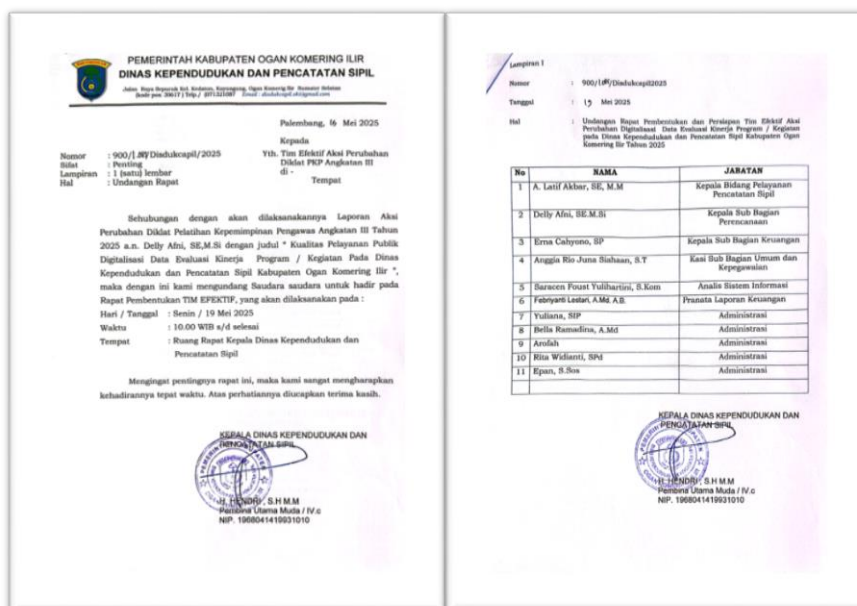 PEMERINTAH KABUPATEN OGAN KOMERING ILIR
DINAS KEPENDUDUKAN DAN PENCATATAN SIPIL
Palembang, 16 Mei 2025
Kepada
Yth. Tim Efektif Aksi Perubahan
Diklat PKP Angkatan III
di -
Tempat
Nomor : 900/ /Disdukcapil/2025
Sifat : Penting
Lampiran : 1 (satu) lembar
Hal : Undangan Rapat
Sehubungan dengan akan dilaksanakannya Laporan Aksi
Perubahan Diklat Pelatihan Kepemimpinan Pengawas Angkatan III Tahun
2025 a.n. Delly Afni, SE,M.Si dengan judul " Kualitas Pelayanan Publik
Digitalisasi Data Evaluasi Kinerja Program / Kegiatan Pada Dinas
Kependudukan dan Pencatatan Sipil Kabupaten Ogan Komering Ilir ",
maka dengan ini kami mengundang Saudara saudara untuk hadir pada
Rapat Pembentukan TIM EFEKTIF, yang akan dilaksanakan pada :
Hari / Tanggal : Senin / 19 Mei 2025
Waktu : 10.00 WIB s/d selesai
Tempat : Ruang Rapat Kepala Dinas Kependudukan dan
Pencatatan Sipil
Mengingat pentingnya rapat ini, maka kami sangat mengharapkan
kehadirannya tepat waktu. Atas perhatiannya diucapkan terima kasih.
KEPALA DINAS KEPENDUDUKAN DAN
PENCATATAN SIPIL
H. HENDRI, S.H M.M
Pembina Utama Muda / IV.c
NIP. 1968041419931010
Lampiran 1
Nomor : 900/ /Disdukcapil2025
Tanggal : 15 Mei 2025
Hal : Undangan Rapat Pembentukan dan Persiapan Tim Efektif Aksi
Perubahan Digitalisasi Data Evaluasi Kinerja Program / Kegiatan
pada Dinas Kependudukan dan Pencatatan Sipil Kabupaten Ogan
Komering Ilir Tahun 2025
No NAMA JABATAN
1 A. Latif Akbar, SE, M.M Kepala Bidang Pelayanan
Pencatatan Sipil
2 Delly Afni, SE.M.Si Kepala Sub Bagian
Perencanaan
3 Erna Cahyono, SP Kepala Sub Bagian Keuangan
4 Anggia Rio Juna Siahaan, S.T Kasi Sub Bagian Umum dan
Kepegawaian
5 Saracen Foust Yulihartini, S.Kom Analis Sistem Informasi
6 Febriyanti Lestari, A.Md. A.B. Pranata Laporan Keuangan
7 Yuliana, SIP Administrasi
8 Bella Ramadina, A.Md Administrasi
9 Arofah Administrasi
10 Rita Widianti, SPd Administrasi
11 Epan, S.Sos Administrasi
KEPALA DINAS KEPENDUDUKAN DAN
PENCATATAN SIPIL
H. HENDRI, S.H M.M
Pembina Utama Muda / IV.c
NIP. 1968041419931010